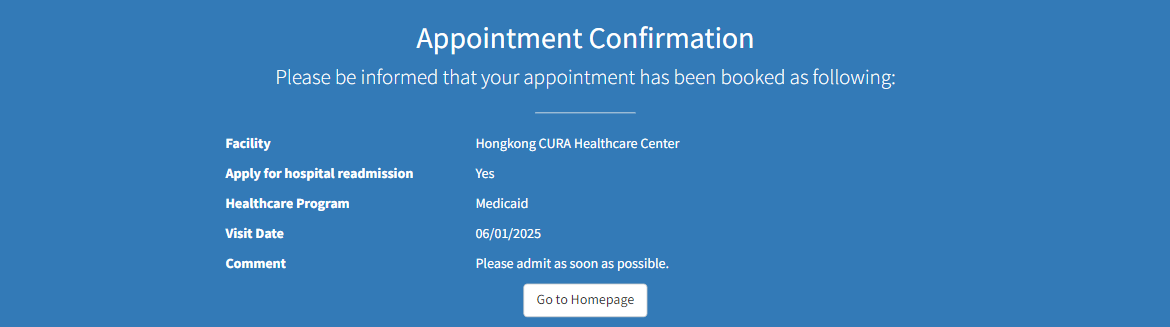 Appointment Confirmation
Please be informed that your appointment has been booked as following:
Facility Hongkong CURA Healthcare Center
Apply for hospital readmission Yes
Healthcare Program Medicaid
Visit Date 06/01/2025
Comment Please admit as soon as possible.
Go to Homepage